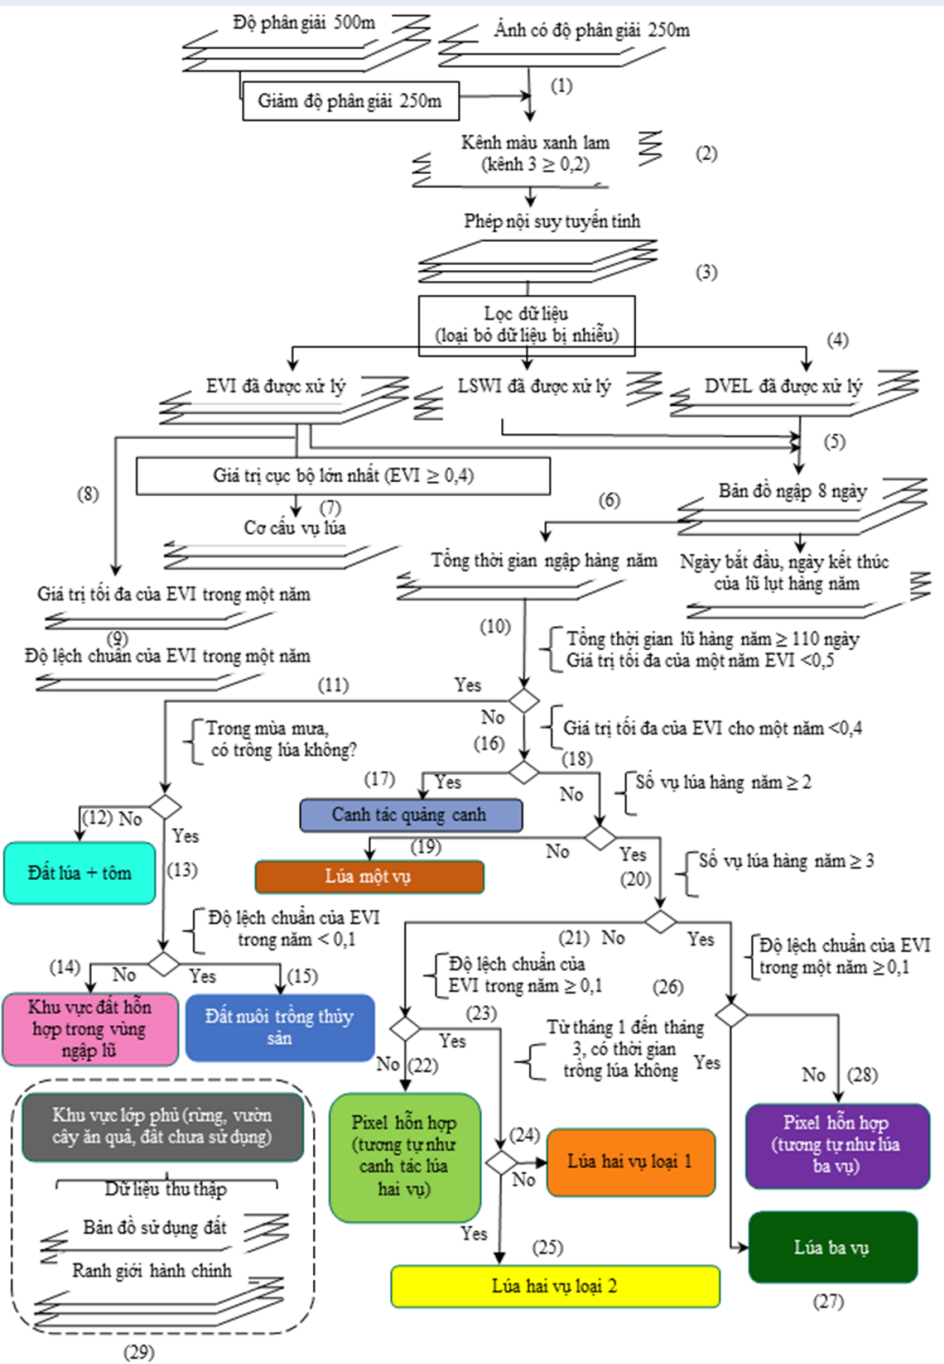 Độ phân giải 500m
Ảnh có độ phân giải 250m
(1)
Giảm độ phân giải 250m
Kênh màu xanh lam
(kênh 3 ≥ 0,2)
(2)
Phép nội suy tuyến tính
(3)
Lọc dữ liệu
(loại bỏ dữ liệu bị nhiễu)
(4)
EVI đã được xử lý
LSWI đã được xử lý
DVEL đã được xử lý
(5)
Giá trị cục bộ lớn nhất (EVI ≥ 0,4)
(8)
(7)
(6)
Bản đồ ngập 8 ngày
Cơ cấu vụ lúa
Tổng thời gian ngập hàng năm
Ngày bắt đầu, ngày kết thúc
của lũ lụt hàng năm
Giá trị tối đa của EVI trong một năm
(9)
Độ lệch chuẩn của EVI trong một năm
(10)
Tổng thời gian lũ hàng năm ≥ 110 ngày
Giá trị tối đa của một năm EVI <0,5
(11)
Yes
No
Trong mùa mưa,
có trồng lúa không?
(16)
Giá trị tối đa của EVI cho một năm <0,4
(17)
Yes
(18)
No
Số vụ lúa hàng năm ≥ 2
Canh tác quảng canh
(12) No
Yes
(19)
No
Yes
(20)
Số vụ lúa hàng năm ≥ 3
Đất lúa + tôm
(13)
Lúa một vụ
Độ lệch chuẩn của EVI
trong năm < 0,1
(21) No
Yes
(14)
No
Yes
(15)
Độ lệch chuẩn của
EVI trong năm ≥ 0,1
(26)
Độ lệch chuẩn của EVI
trong một năm ≥ 0,1
Khu vực đất hỗn
hợp trong vùng
ngập lũ
Đất nuôi trồng thủy
sản
(23)
Yes
Từ tháng 1 đến tháng
3, có thời gian
trồng lúa không
Yes
No (22)
No (28)
Khu vực lớp phủ (rừng, vườn
cây ăn quả, đất chưa sử dụng)
Pixel hỗn hợp
(tương tự như
canh tác lúa
hai vụ)
(24)
No
Lúa hai vụ loại 1
Pixel hỗn hợp
(tương tự như lúa
ba vụ)
Dữ liệu thu thập
Bản đồ sử dụng đất
Yes
(25)
Lúa ba vụ
Ranh giới hành chính
Lúa hai vụ loại 2
(27)
(29)